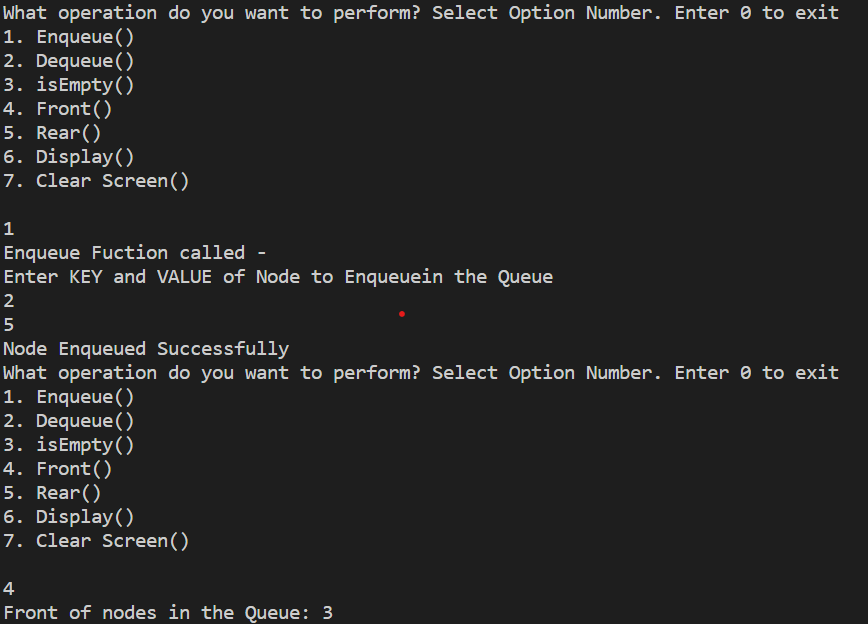 What operation do you want to perform? Select Option Number. Enter 0 to exit
1. Enqueue()
2. Dequeue()
3. isEmpty()
4. Front()
5. Rear()
6. Display()
7. Clear Screen()
1
Enqueue Fuction called -
Enter KEY and VALUE of Node to Enqueuein the Queue
2
5
Node Enqueued Successfully
What operation do you want to perform? Select Option Number. Enter 0 to exit
1. Enqueue()
2. Dequeue()
3. isEmpty()
4. Front()
5. Rear()
6. Display()
7. Clear Screen()
4
Front of nodes in the Queue: 3